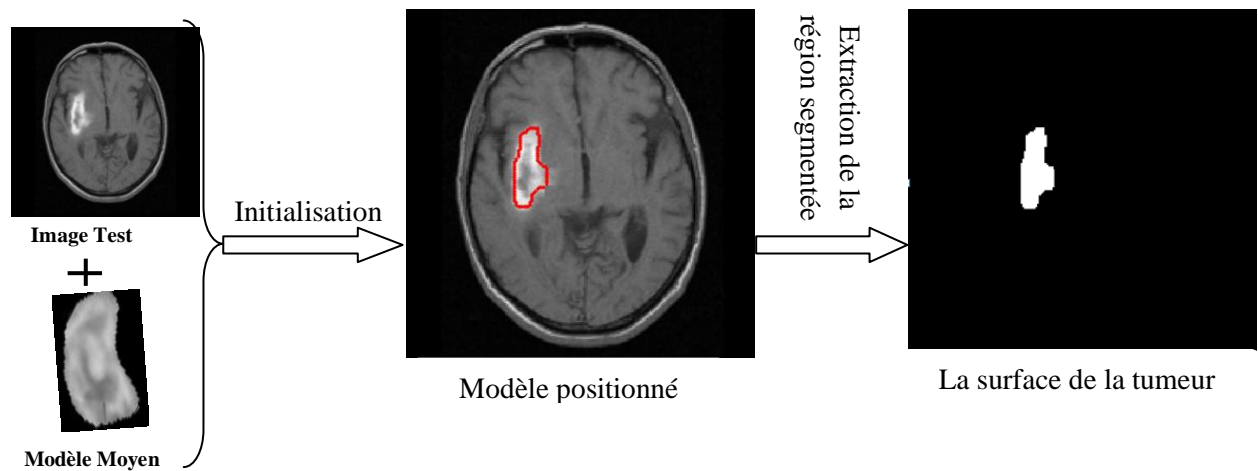 Image Test
+
Modèle Moyen
Initialisation
Modèle positionné
Extraction de la
région segmentée
La surface de la tumeur